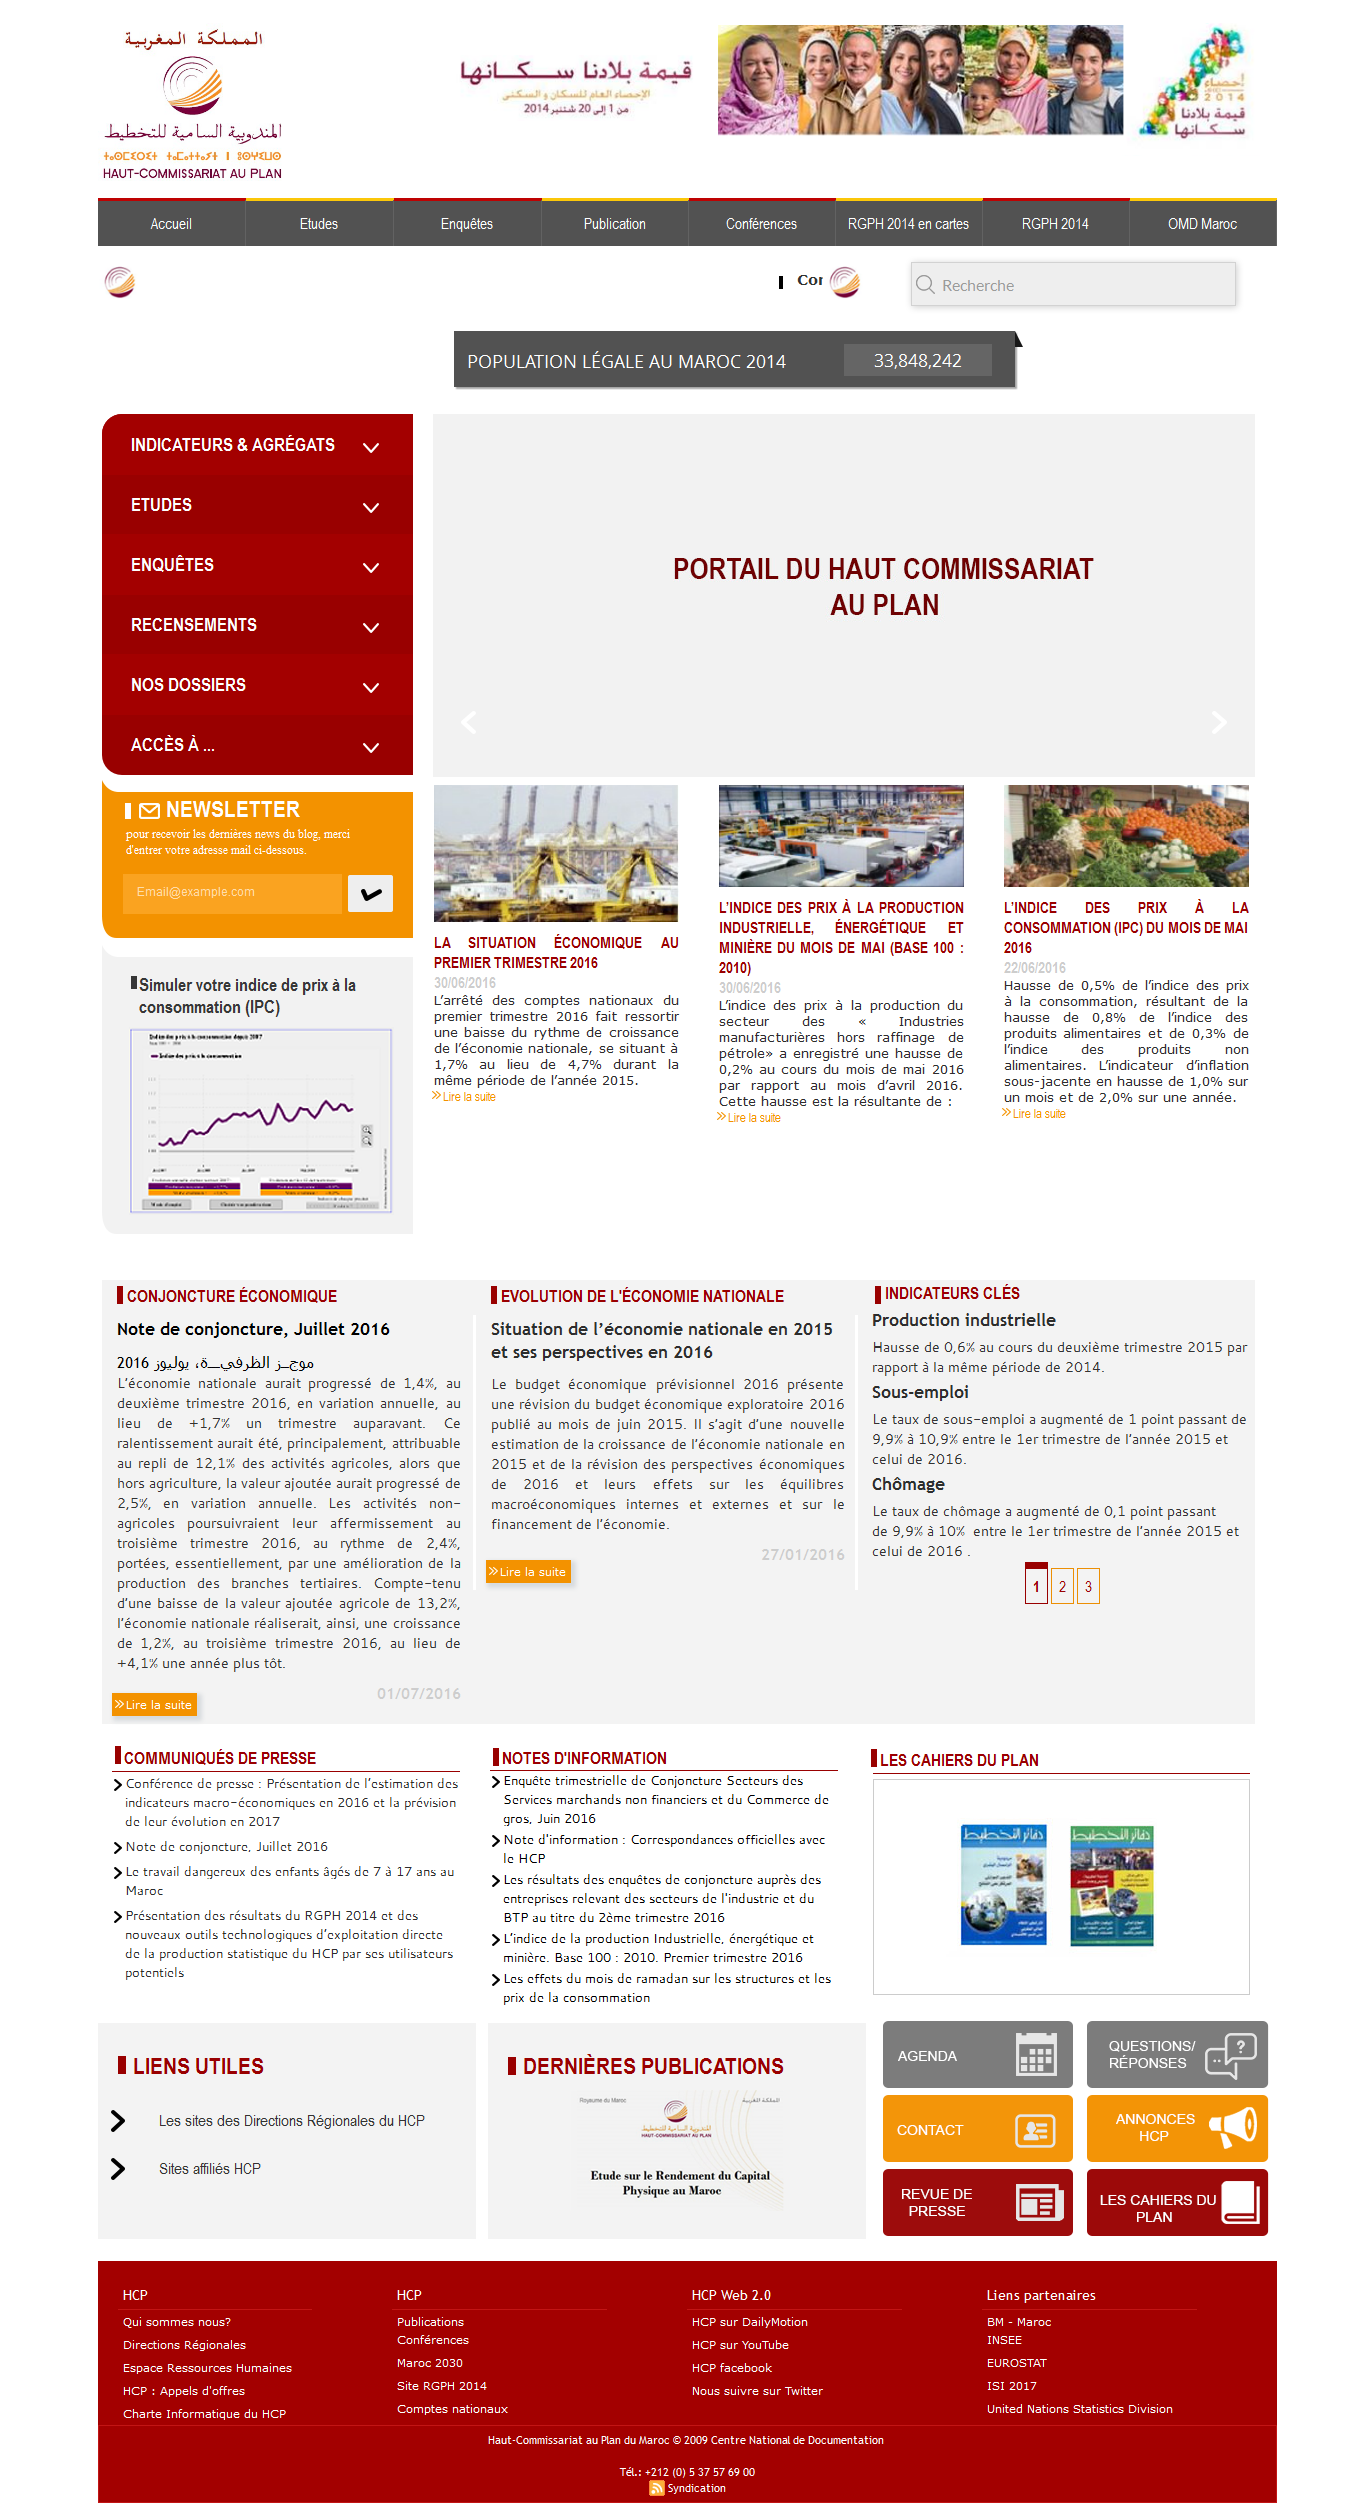 المملكة المغربية
المندوبية السامية للتخطيط
HAUT-COMMISSARIAT AU PLAN
قيمة بلادنا سكانها
الإحصاء العام للسكان و السكنى
من 1 إلى 20 شتنبر 2014
إحصاء
2014
قيمة بلادنا
سكانها
Accueil Etudes Enquêtes Publication Conférences RGPH 2014 en cartes RGPH 2014 OMD Maroc
Recherche
POPULATION LÉGALE AU MAROC 2014 33,848,242
INDICATEURS & AGRÉGATS
ETUDES
ENQUÊTES
RECENSEMENTS
NOS DOSSIERS
ACCÈS À ...
PORTAIL DU HAUT COMMISSARIAT
AU PLAN
NEWSLETTER
pour recevoir les dernières news du blog, merci
d'entrer votre adresse mail ci-dessous.
Email@example.com
Simuler votre indice de prix à la
consommation (IPC)
LA SITUATION ÉCONOMIQUE AU
PREMIER TRIMESTRE 2016
30/06/2016
L’arrêté des comptes nationaux du
premier trimestre 2016 fait ressortir
une baisse du rythme de croissance
de l’économie nationale, se situant à
1,7% au lieu de 4,7% durant la
même période de l’année 2015.
Lire la suite
L’INDICE DES PRIX À LA PRODUCTION
INDUSTRIELLE, ÉNERGÉTIQUE ET
MINIÈRE DU MOIS DE MAI (BASE 100 :
2010)
30/06/2016
L’indice des prix à la production du
secteur des « Industries
manufacturières hors raffinage de
pétrole» a enregistré une hausse de
0,2% au cours du mois de mai 2016
par rapport au mois d’avril 2016.
Cette hausse est la résultante de :
Lire la suite
L’INDICE DES PRIX À LA
CONSOMMATION (IPC) DU MOIS DE MAI
2016
22/06/2016
Hausse de 0,5% de l’indice des prix
à la consommation, résultant de la
hausse de 0,8% de l’indice des
produits alimentaires et de 0,3% de
l’indice des produits non
alimentaires. L’indicateur d’inflation
sous-jacente en hausse de 1,0% sur
un mois et de 2,0% sur une année.
Lire la suite
CONJONCTURE ÉCONOMIQUE
Note de conjoncture, Juillet 2016
موجـز الظرفيـة، يوليوز 2016
L’économie nationale aurait progressé de 1,4%, au
deuxième trimestre 2016, en variation annuelle, au
lieu de +1,7% un trimestre auparavant. Ce
ralentissement aurait été, principalement, attribuable
au repli de 12,1% des activités agricoles, alors que
hors agriculture, la valeur ajoutée aurait progressé de
2,5%, en variation annuelle. Les activités non-
agricoles poursuivraient leur affermissement au
troisième trimestre 2016, au rythme de 2,4%,
portées, essentiellement, par une amélioration de la
production des branches tertiaires. Compte-tenu
d’une baisse de la valeur ajoutée agricole de 13,2%,
l’économie nationale réaliserait, ainsi, une croissance
de 1,2%, au troisième trimestre 2016, au lieu de
+4,1% une année plus tôt.
01/07/2016
Lire la suite
EVOLUTION DE L'ÉCONOMIE NATIONALE
Situation de l’économie nationale en 2015
et ses perspectives en 2016
Le budget économique prévisionnel 2016 présente
une révision du budget économique exploratoire 2016
publié au mois de juin 2015. Il s’agit d’une nouvelle
estimation de la croissance de l’économie nationale en
2015 et de la révision des perspectives économiques
de 2016 et leurs effets sur les équilibres
macroéconomiques internes et externes et sur le
financement de l’économie.
27/01/2016
Lire la suite
INDICATEURS CLÉS
Production industrielle
Hausse de 0,6% au cours du deuxième trimestre 2015 par
rapport à la même période de 2014.
Sous-emploi
Le taux de sous-emploi a augmenté de 1 point passant de
9,9% à 10,9% entre le 1er trimestre de l’année 2015 et
celui de 2016.
Chômage
Le taux de chômage a augmenté de 0,1 point passant
de 9,9% à 10% entre le 1er trimestre de l’année 2015 et
celui de 2016 .
1 2 3
COMMUNIQUÉS DE PRESSE
Conférence de presse : Présentation de l’estimation des
indicateurs macro-économiques en 2016 et la prévision
de leur évolution en 2017
Note de conjoncture, Juillet 2016
Le travail dangereux des enfants âgés de 7 à 17 ans au
Maroc
Présentation des résultats du RGPH 2014 et des
nouveaux outils technologiques d’exploitation directe
de la production statistique du HCP par ses utilisateurs
potentiels
NOTES D'INFORMATION
Enquête trimestrielle de Conjoncture Secteurs des
Services marchands non financiers et du Commerce de
gros, Juin 2016
Note d'information : Correspondances officielles avec
le HCP
Les résultats des enquêtes de conjoncture auprès des
entreprises relevant des secteurs de l'industrie et du
BTP au titre du 2ème trimestre 2016
L’indice de la production Industrielle, énergétique et
minière. Base 100 : 2010. Premier trimestre 2016
Les effets du mois de ramadan sur les structures et les
prix de la consommation
LES CAHIERS DU PLAN
دفاتر التخطيط
دفاتر التخطيط
LIENS UTILES
Les sites des Directions Régionales du HCP
Sites affiliés HCP
DERNIÈRES PUBLICATIONS
Royaume du Maroc
المملكة المغربية
المندوبية السامية للتخطيط
HAUT-COMMISSARIAT AU PLAN
Etude sur le Rendement du Capital
Physique au Maroc
AGENDA
QUESTIONS/
RÉPONSES
CONTACT
ANNONCES
HCP
REVUE DE
PRESSE
LES CAHIERS DU
PLAN
HCP
Qui sommes nous?
Directions Régionales
Espace Ressources Humaines
HCP : Appels d'offres
Charte Informatique du HCP
HCP
Publications
Conférences
Maroc 2030
Site RGPH 2014
Comptes nationaux
HCP Web 2.0
HCP sur DailyMotion
HCP sur YouTube
HCP facebook
Nous suivre sur Twitter
Liens partenaires
BM - Maroc
INSEE
EUROSTAT
ISI 2017
United Nations Statistics Division
Haut-Commissariat au Plan du Maroc © 2009 Centre National de Documentation
Tél.: +212 (0) 5 37 57 69 00
Syndication